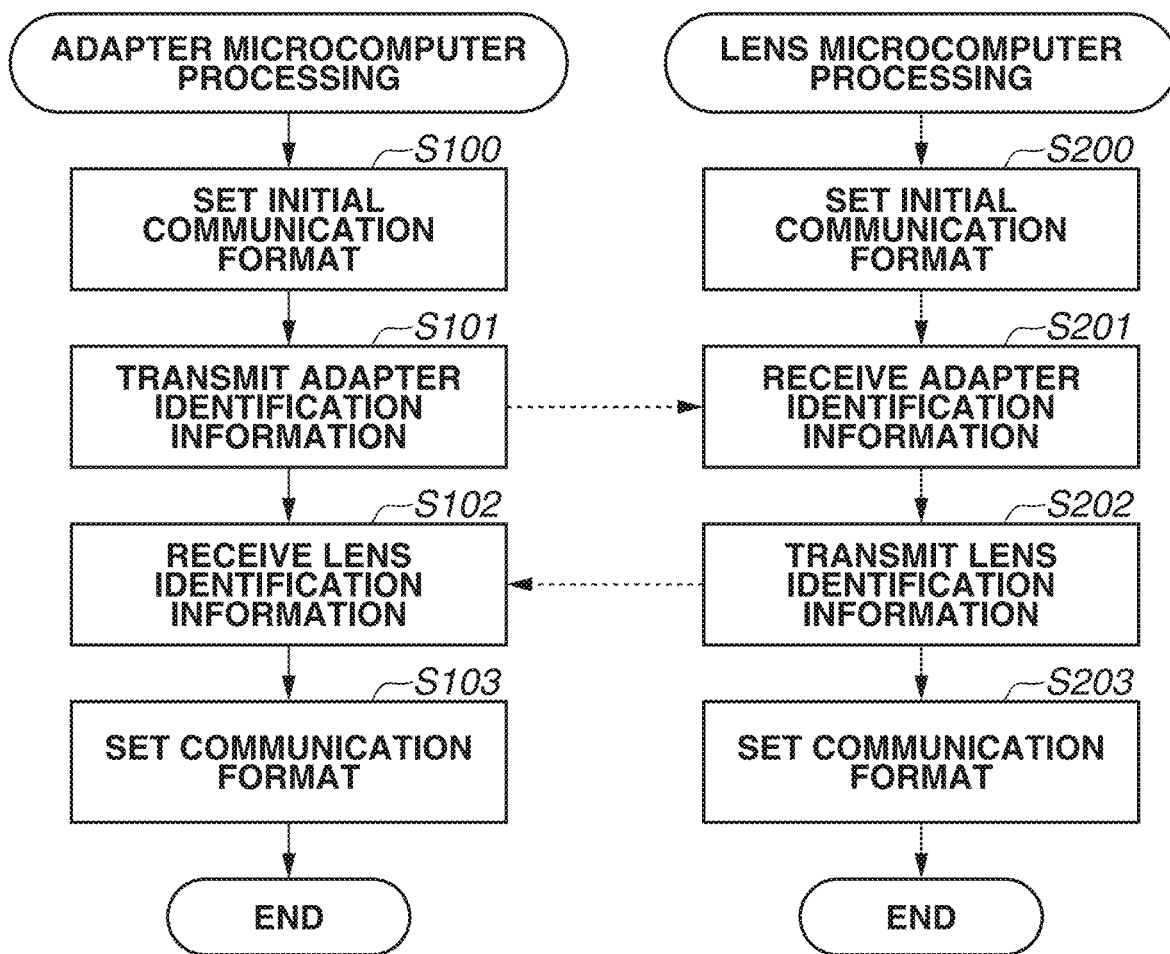 ADAPTER MICROCOMPUTER
PROCESSING
S100
SET INITIAL
COMMUNICATION
FORMAT
S101
TRANSMIT ADAPTER
IDENTIFICATION
INFORMATION
S102
RECEIVE LENS
IDENTIFICATION
INFORMATION
S103
SET COMMUNICATION
FORMAT
END
LENS MICROCOMPUTER
PROCESSING
S200
SET INITIAL
COMMUNICATION
FORMAT
S201
RECEIVE ADAPTER
IDENTIFICATION
INFORMATION
S202
TRANSMIT LENS
IDENTIFICATION
INFORMATION
S203
SET COMMUNICATION
FORMAT
END